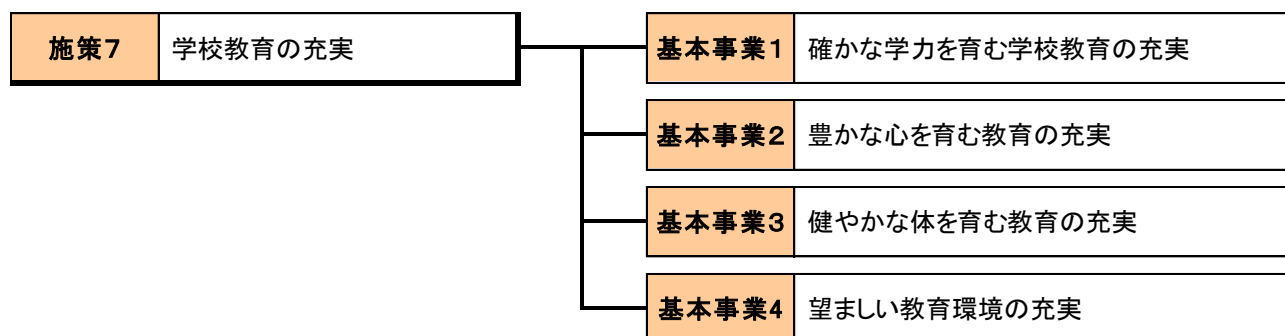 施策7 学校教育の充実
基本事業1 確かな学力を育む学校教育の充実
基本事業2 豊かな心を育む教育の充実
基本事業3 健やかな体を育む教育の充実
基本事業4 望ましい教育環境の充実